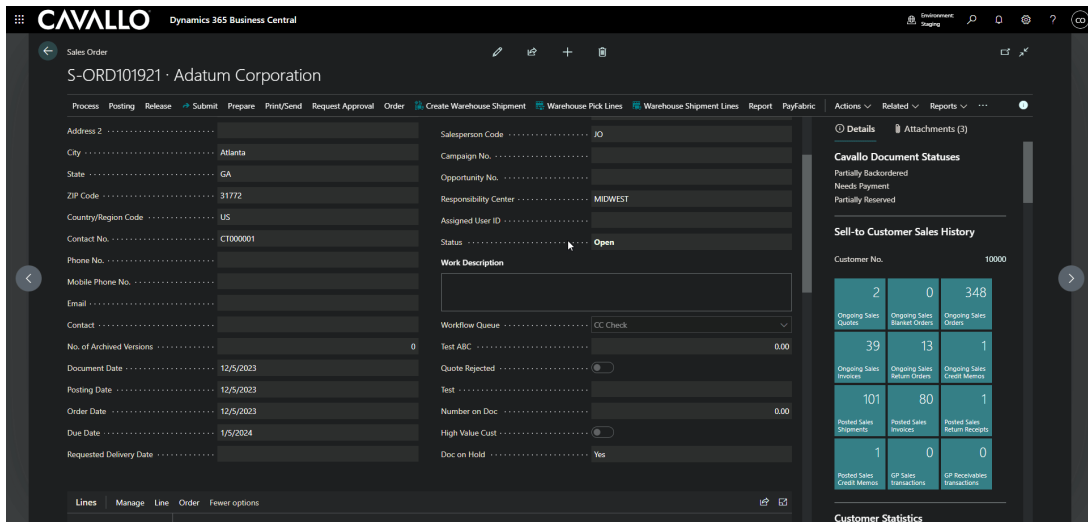 CAVALLO Dynamics 365 Business Central
Environment: Staging
?
CO
Sales Order
S-ORD101921 · Adatum Corporation
Process Posting Release Submit Prepare Print/Send Request Approval Order Create Warehouse Shipment Warehouse Pick Lines Warehouse Shipment Lines Report PayFabric Actions Related Reports ...
Address 2
City Atlanta
State GA
ZIP Code 31772
Country/Region Code US
Contact No. CT000001
Phone No.
Mobile Phone No.
Email
Contact
No. of Archived Versions 0
Document Date 12/5/2023
Posting Date 12/5/2023
Order Date 12/5/2023
Due Date 1/5/2024
Requested Delivery Date
Salesperson Code JO
Campaign No.
Opportunity No.
Responsibility Center MIDWEST
Assigned User ID
Status Open
Work Description
Workflow Queue CC Check
Test ABC 0.00
Quote Rejected
Test
Number on Doc 0.00
High Value Cust
Doc on Hold Yes
Lines Manage Line Order Fewer options
Details Attachments (3)
Cavallo Document Statuses
Partially Backordered
Needs Payment
Partially Reserved
Sell-to Customer Sales History
Customer No. 10000
2 Ongoing Sales Quotes
0 Ongoing Sales Blanket Orders
348 Ongoing Sales Orders
39 Ongoing Sales Invoices
13 Ongoing Sales Return Orders
1 Ongoing Sales Credit Memos
101 Posted Sales Shipments
80 Posted Sales Invoices
1 Posted Sales Return Receipts
1 Posted Sales Credit Memos
0 GP Sales transactions
0 GP Receivables transactions
Customer Statistics